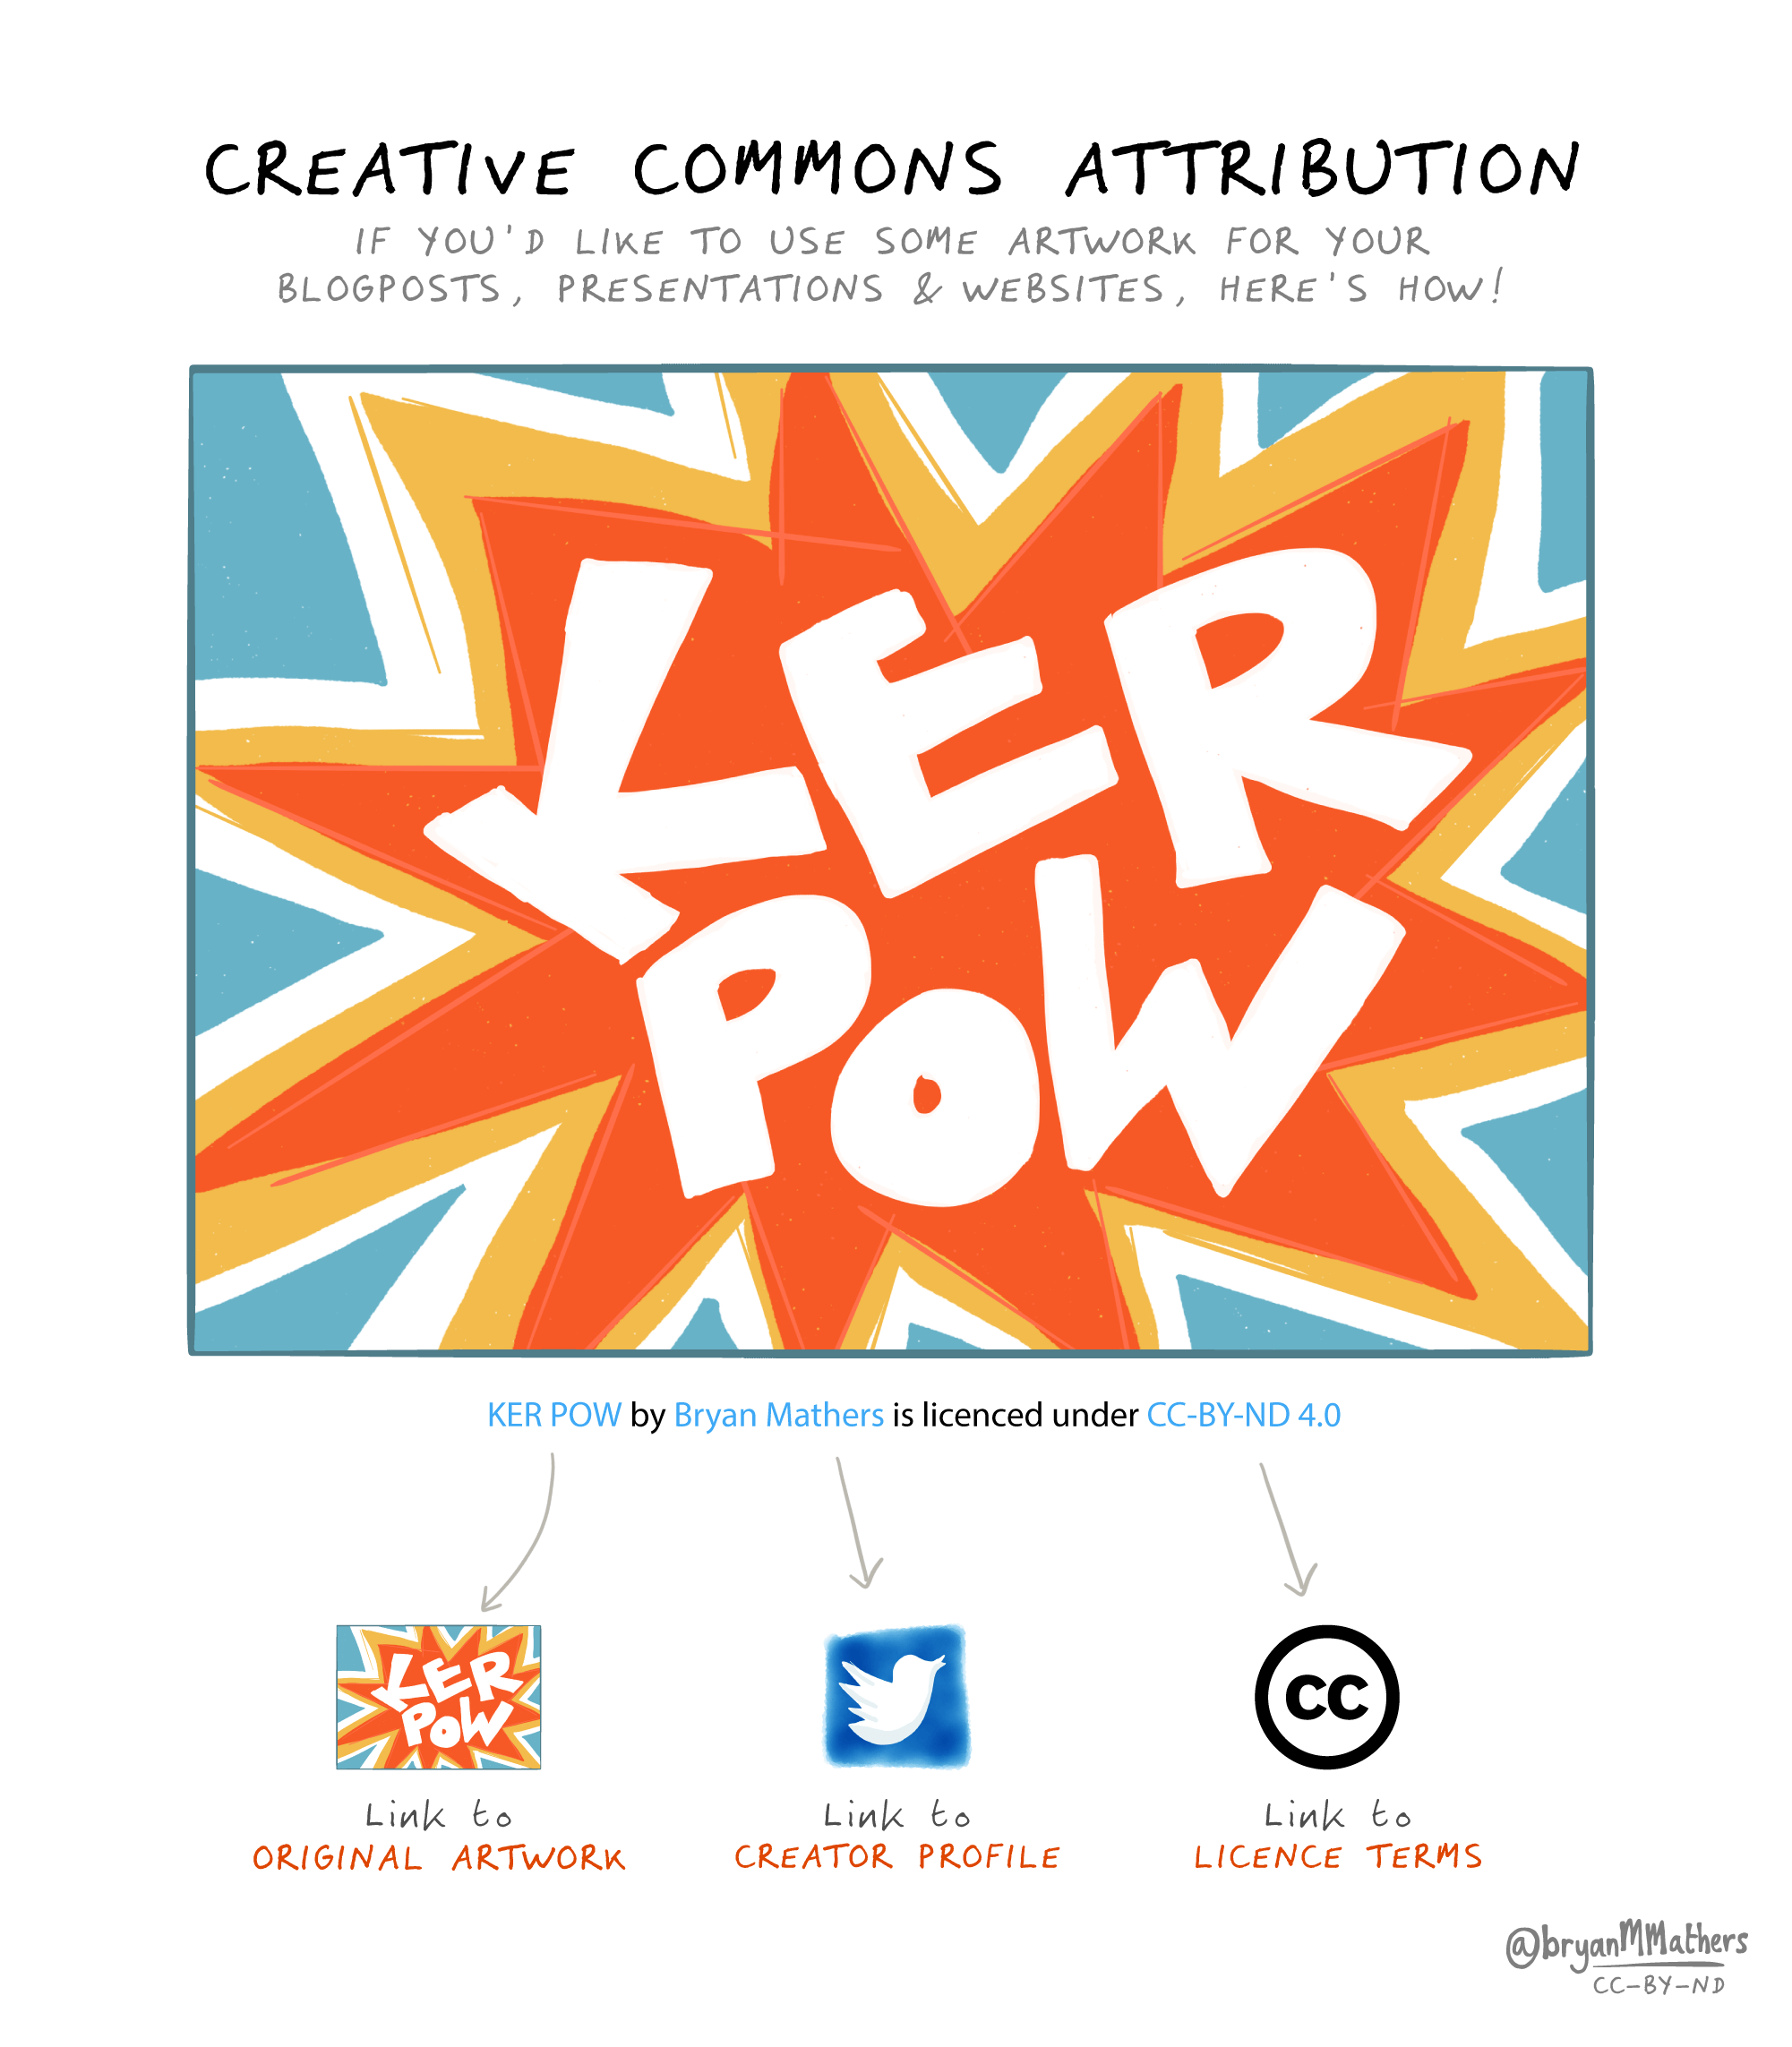 CREATIVE COMMONS ATTRIBUTION
IF YOU'D LIKE TO USE SOME ARTWORK FOR YOUR
BLOGPOSTS, PRESENTATIONS & WEBSITES, HERE'S HOW!
KER
POW
KER POW by Bryan Mathers is licenced under CC-BY-ND 4.0
KER
POW
cc
Link to
ORIGINAL ARTWORK
Link to
CREATOR PROFILE
Link to
LICENCE TERMS
@bryanMMathers
CC-BY-ND